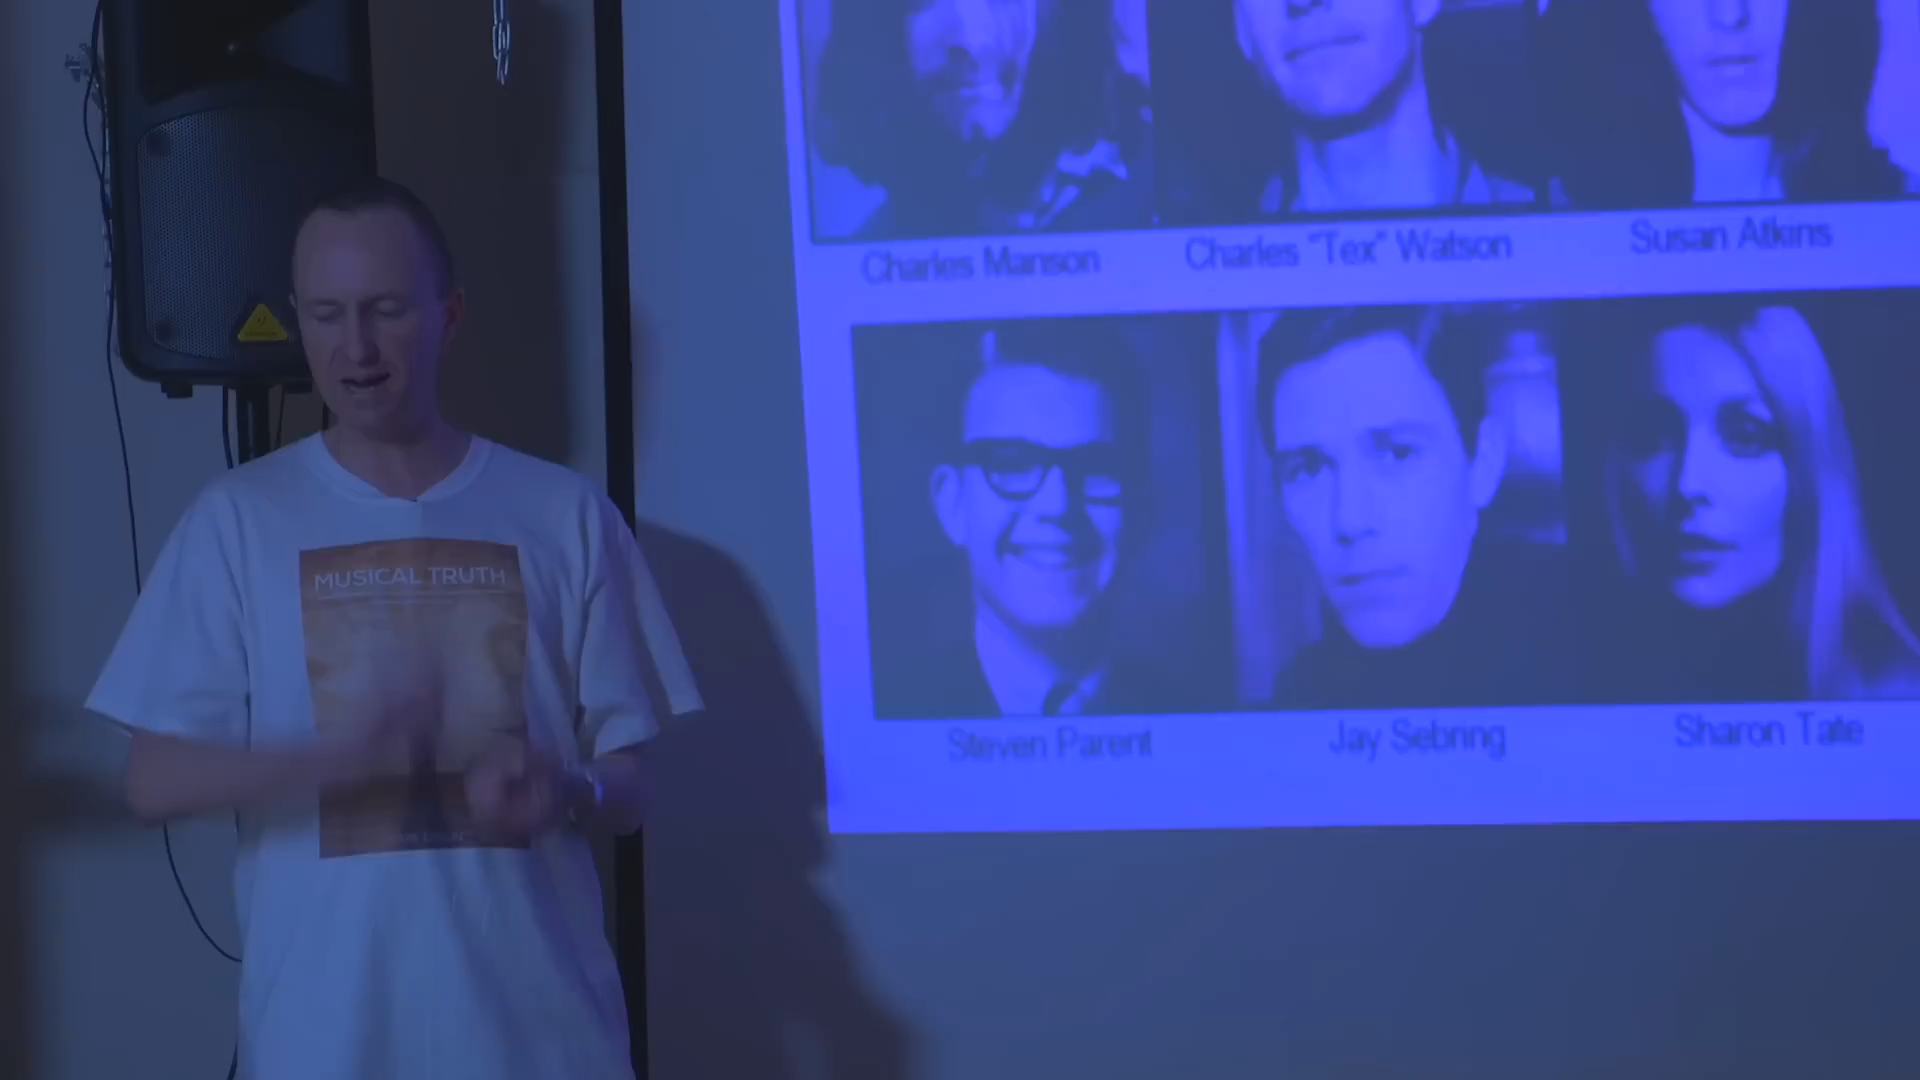 Charles Manson
Charles "Tex" Watson
Susan Atkins
MUSICAL TRUTH
Steven Parent
Jay Sebring
Sharon Tate